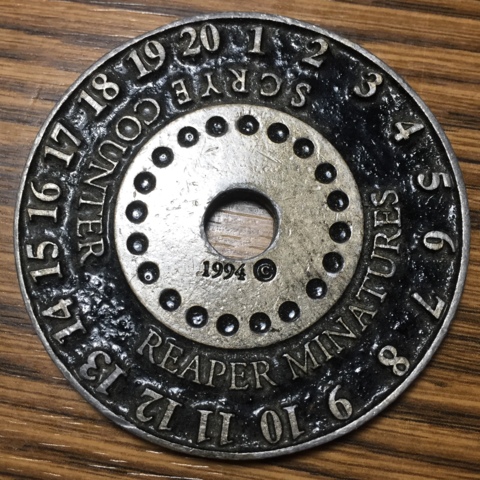 1 2 3 4 5 6 7 8 9 10 11 12 13 14 15 16 17 18 19 20
SCRYE COUNTER
REAPER MINATURES
1994 ©